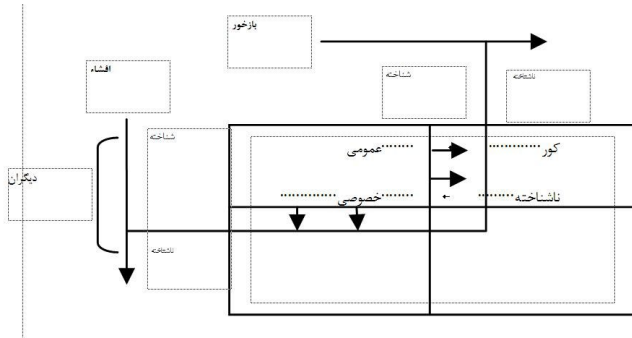 بازخور
افشاء
شناخته
ناشناخته
شناخته
عمومی........
کور.............
دیگران
خصوصی........ ..............
ناشناخته.........
ناشناخته